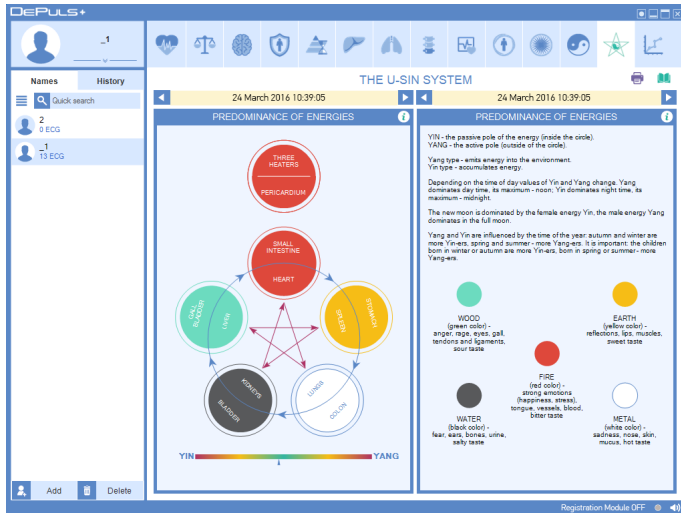 DEPULS+
_1
Names
History
Quick search
2
0 ECG
_1
13 ECG
Add
Delete
THE U-SIN SYSTEM
24 March 2016 10:39:05
PREDOMINANCE OF ENERGIES
THREE
HEATERS
PERICARDIUM
SMALL
INTESTINE
HEART
GALL
BLADDER
LIVER
STOMACH
SPLEEN
KIDNEYS
BLADDER
LUNGS
COLON
YIN
YANG
24 March 2016 10:39:05
PREDOMINANCE OF ENERGIES
YIN - the passive pole of the energy (inside the circle).
YANG - the active pole (outside of the circle).
Yang type - emits energy into the environment.
Yin type - accumulates energy.
Depending on the time of day values of Yin and Yang change. Yang
dominates day time, its maximum - noon; Yin dominates night time, its
maximum - midnight.
The new moon is dominated by the female energy Yin, the male energy Yang
dominates in the full moon.
Yang and Yin are influenced by the time of the year: autumn and winter are
more Yin-ers, spring and summer - more Yang-ers. It is important: the children
born in winter or autumn are more Yin-ers, born in spring or summer- more
Yang-ers.
WOOD
(green color) -
anger, rage, eyes, gall,
tendons and ligaments,
sour taste
EARTH
(yellow color) -
reflections, lips, muscles,
sweet taste
FIRE
(red color) -
strong emotions
(happiness, stress),
tongue, vessels, blood,
bitter taste
WATER
(black color) -
fear, ears, bones, urine,
salty taste
METAL
(white color) -
sadness, nose, skin,
mucus, hot taste
Registration Module OFF